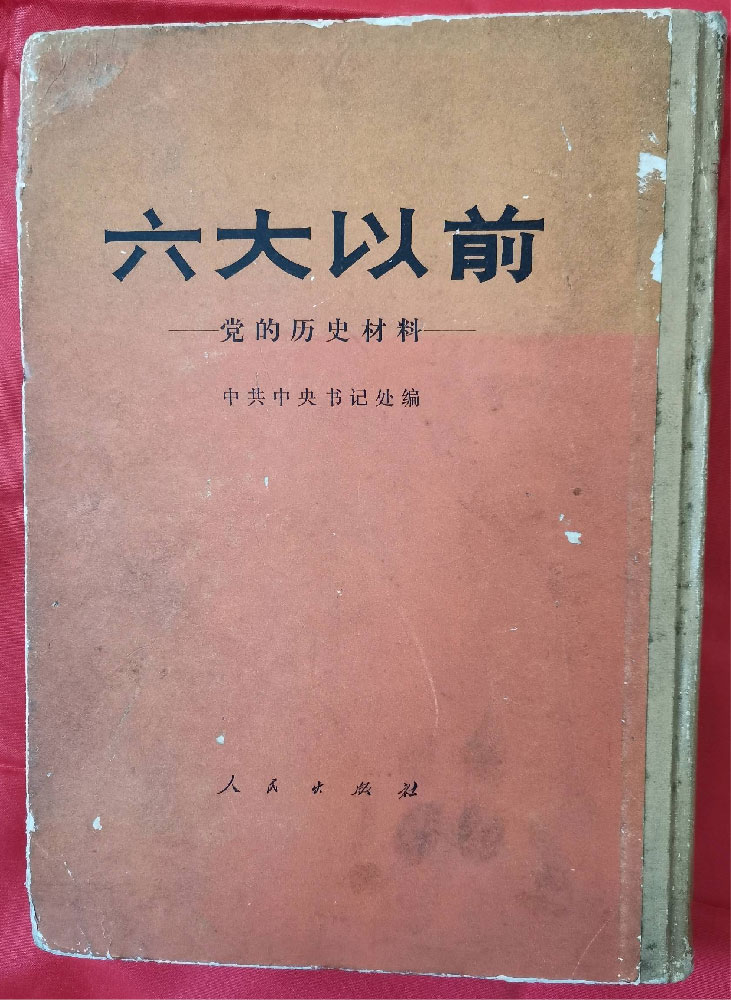 六大以前
——党的历史材料——
中共中央书记处编
人民出版社